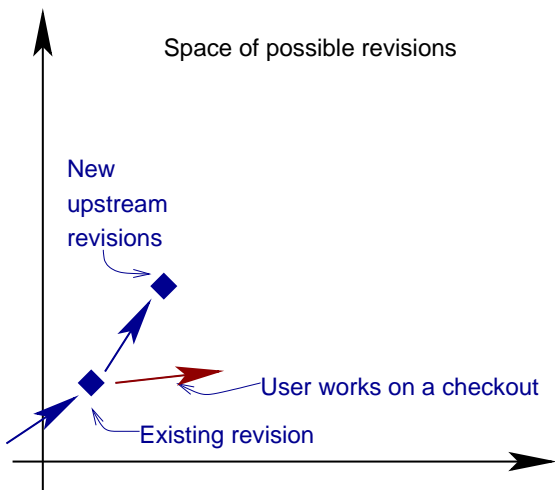 Space of possible revisions
New
upstream
revisions
User works on a checkout
Existing revision